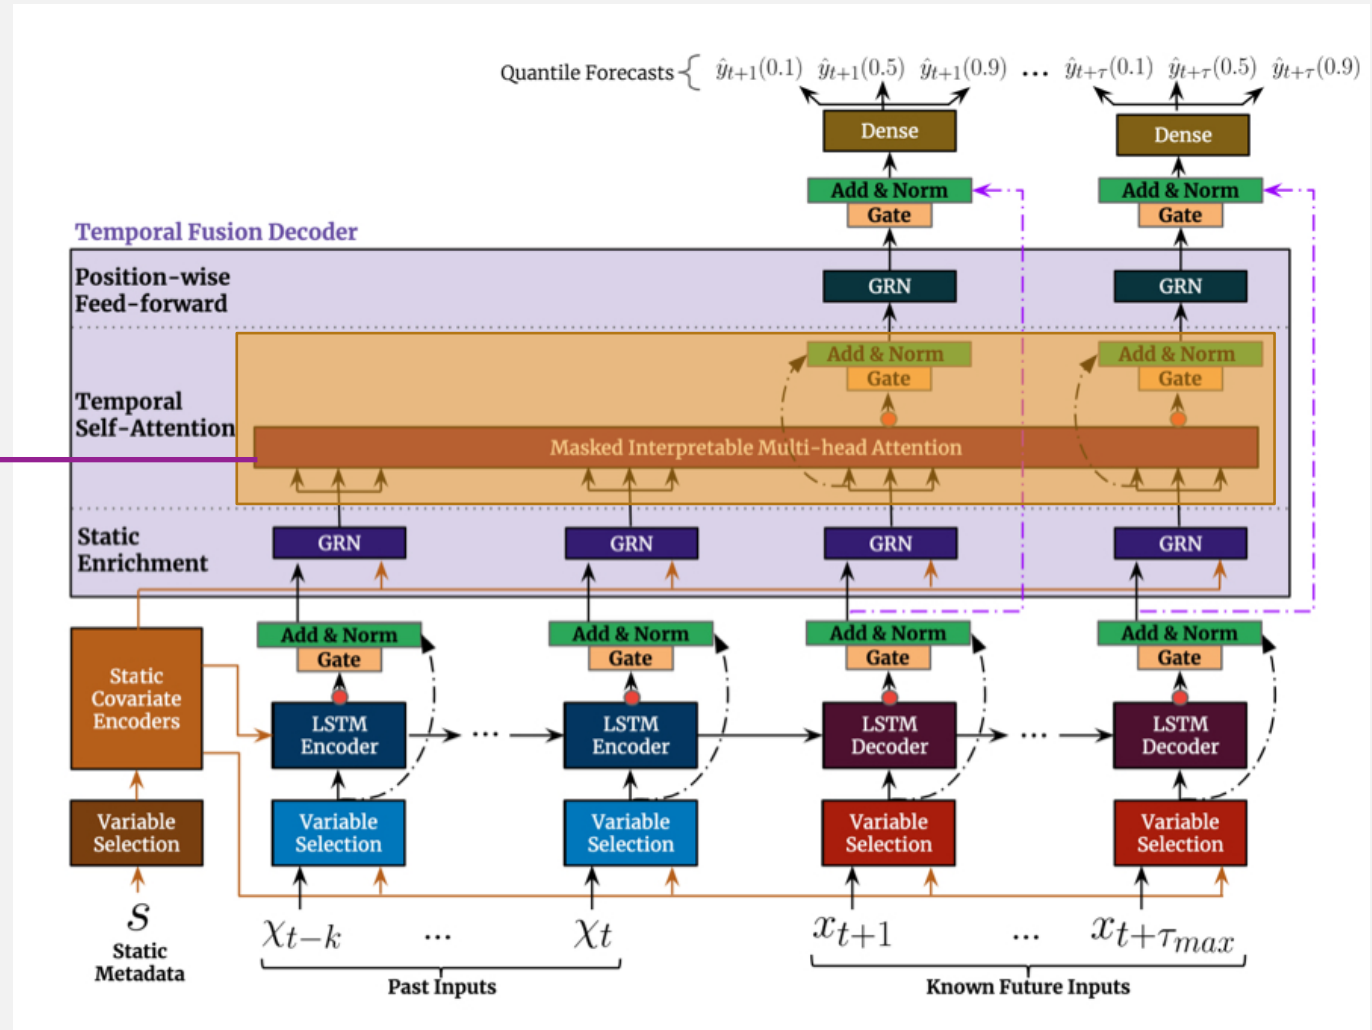 Quantile Forecasts { ŷt+1(0.1) ŷt+1(0.5) ŷt+1(0.9) ... ŷt+τ(0.1) ŷt+τ(0.5) ŷt+τ(0.9)
Dense Dense
Add & Norm Add & Norm
Gate Gate
Temporal Fusion Decoder
Position-wise
Feed-forward
GRN GRN
Add & Norm Add & Norm
Gate Gate
Temporal
Self-Attention
Masked Interpretable Multi-head Attention
Static
Enrichment
GRN GRN GRN GRN
Add & Norm Add & Norm Add & Norm Add & Norm
Gate Gate Gate Gate
Static
Covariate
Encoders
LSTM
Encoder
...
LSTM
Encoder
LSTM
Decoder
...
LSTM
Decoder
Variable
Selection
Variable
Selection
Variable
Selection
Variable
Selection
Variable
Selection
s
Static
Metadata
χt−k ... χt xt+1 ... xt+τmax
Past Inputs Known Future Inputs